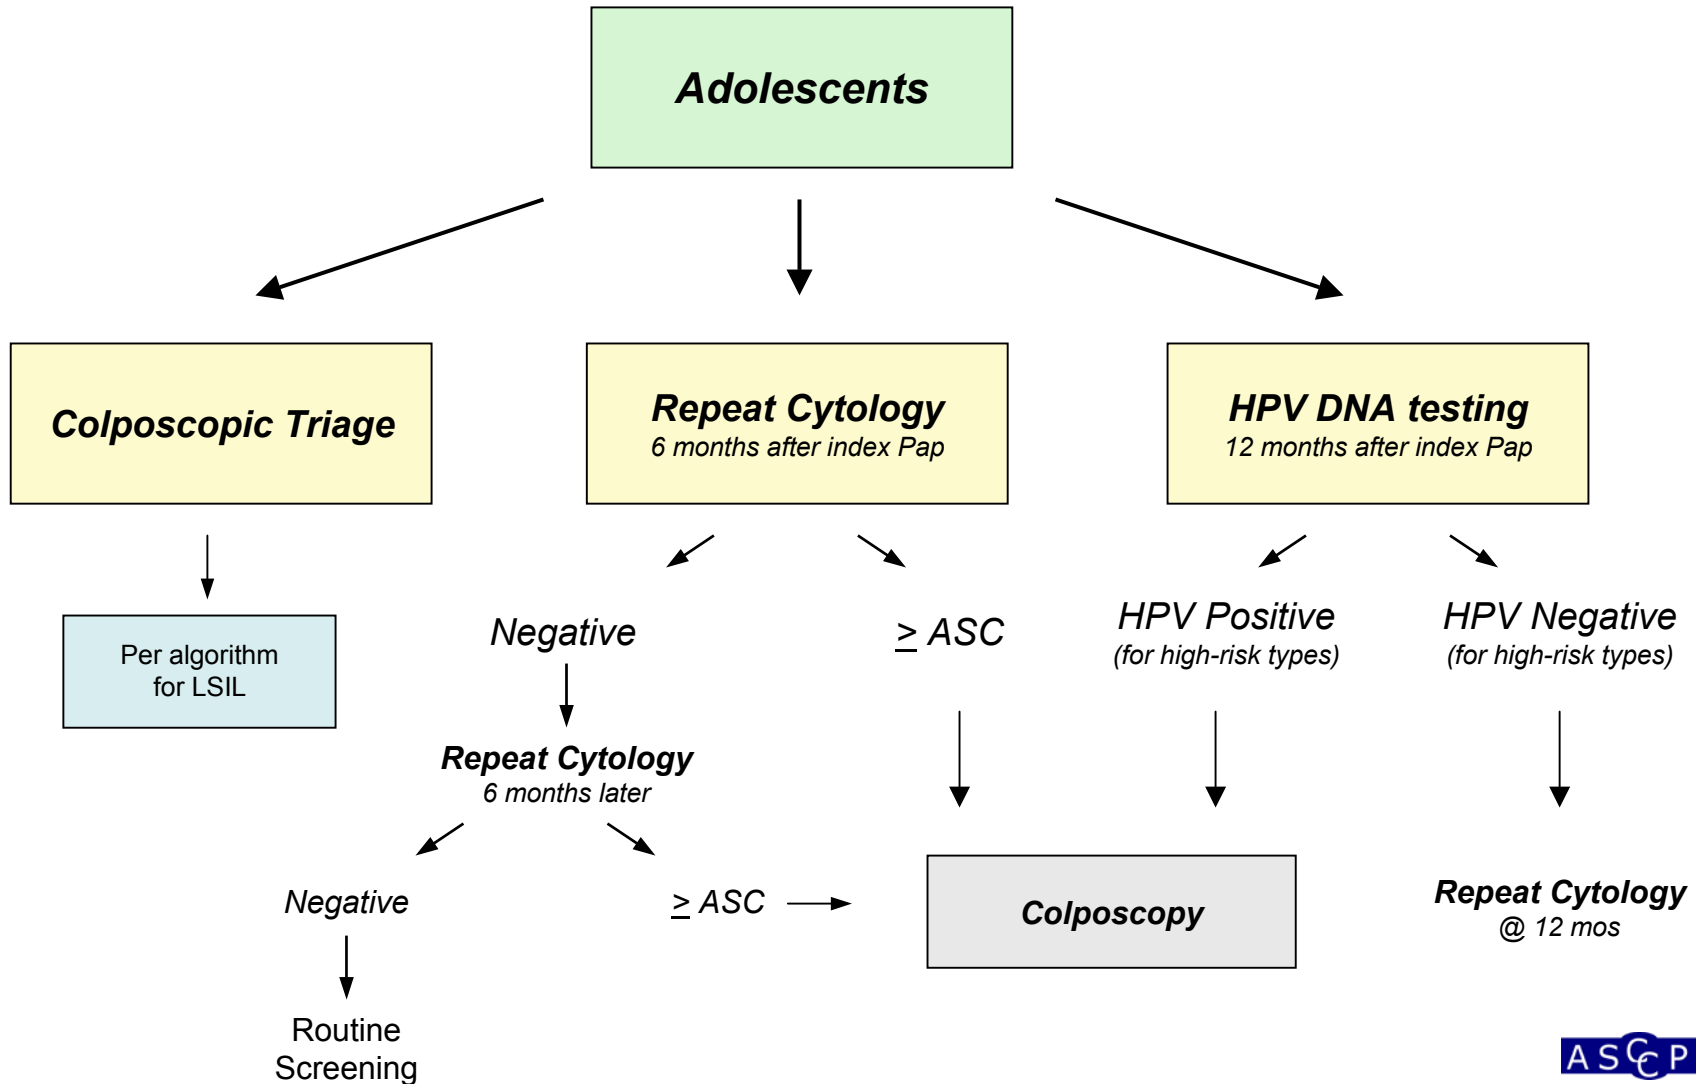 Adolescents
Colposcopic Triage
Repeat Cytology
6 months after index Pap
HPV DNA testing
12 months after index Pap
Per algorithm
for LSIL
Negative
≥ ASC
HPV Positive
(for high-risk types)
HPV Negative
(for high-risk types)
Repeat Cytology
6 months later
Negative
≥ ASC
Colposcopy
Repeat Cytology
@ 12 mos
Routine
Screening
ASCCP